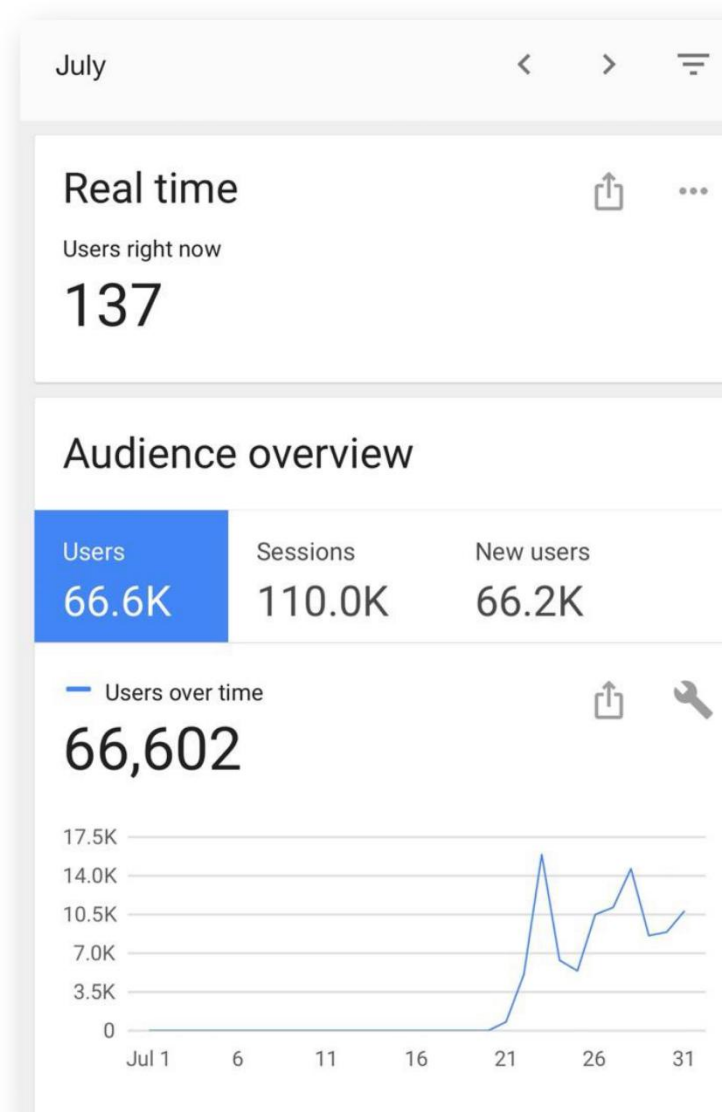 July
Real time
Users right now
137
Audience overview
Users Sessions New users
66.6K 110.0K 66.2K
Users over time
66,602
17.5K
14.0K
10.5K
7.0K
3.5K
0
Jul 1 6 11 16 21 26 31